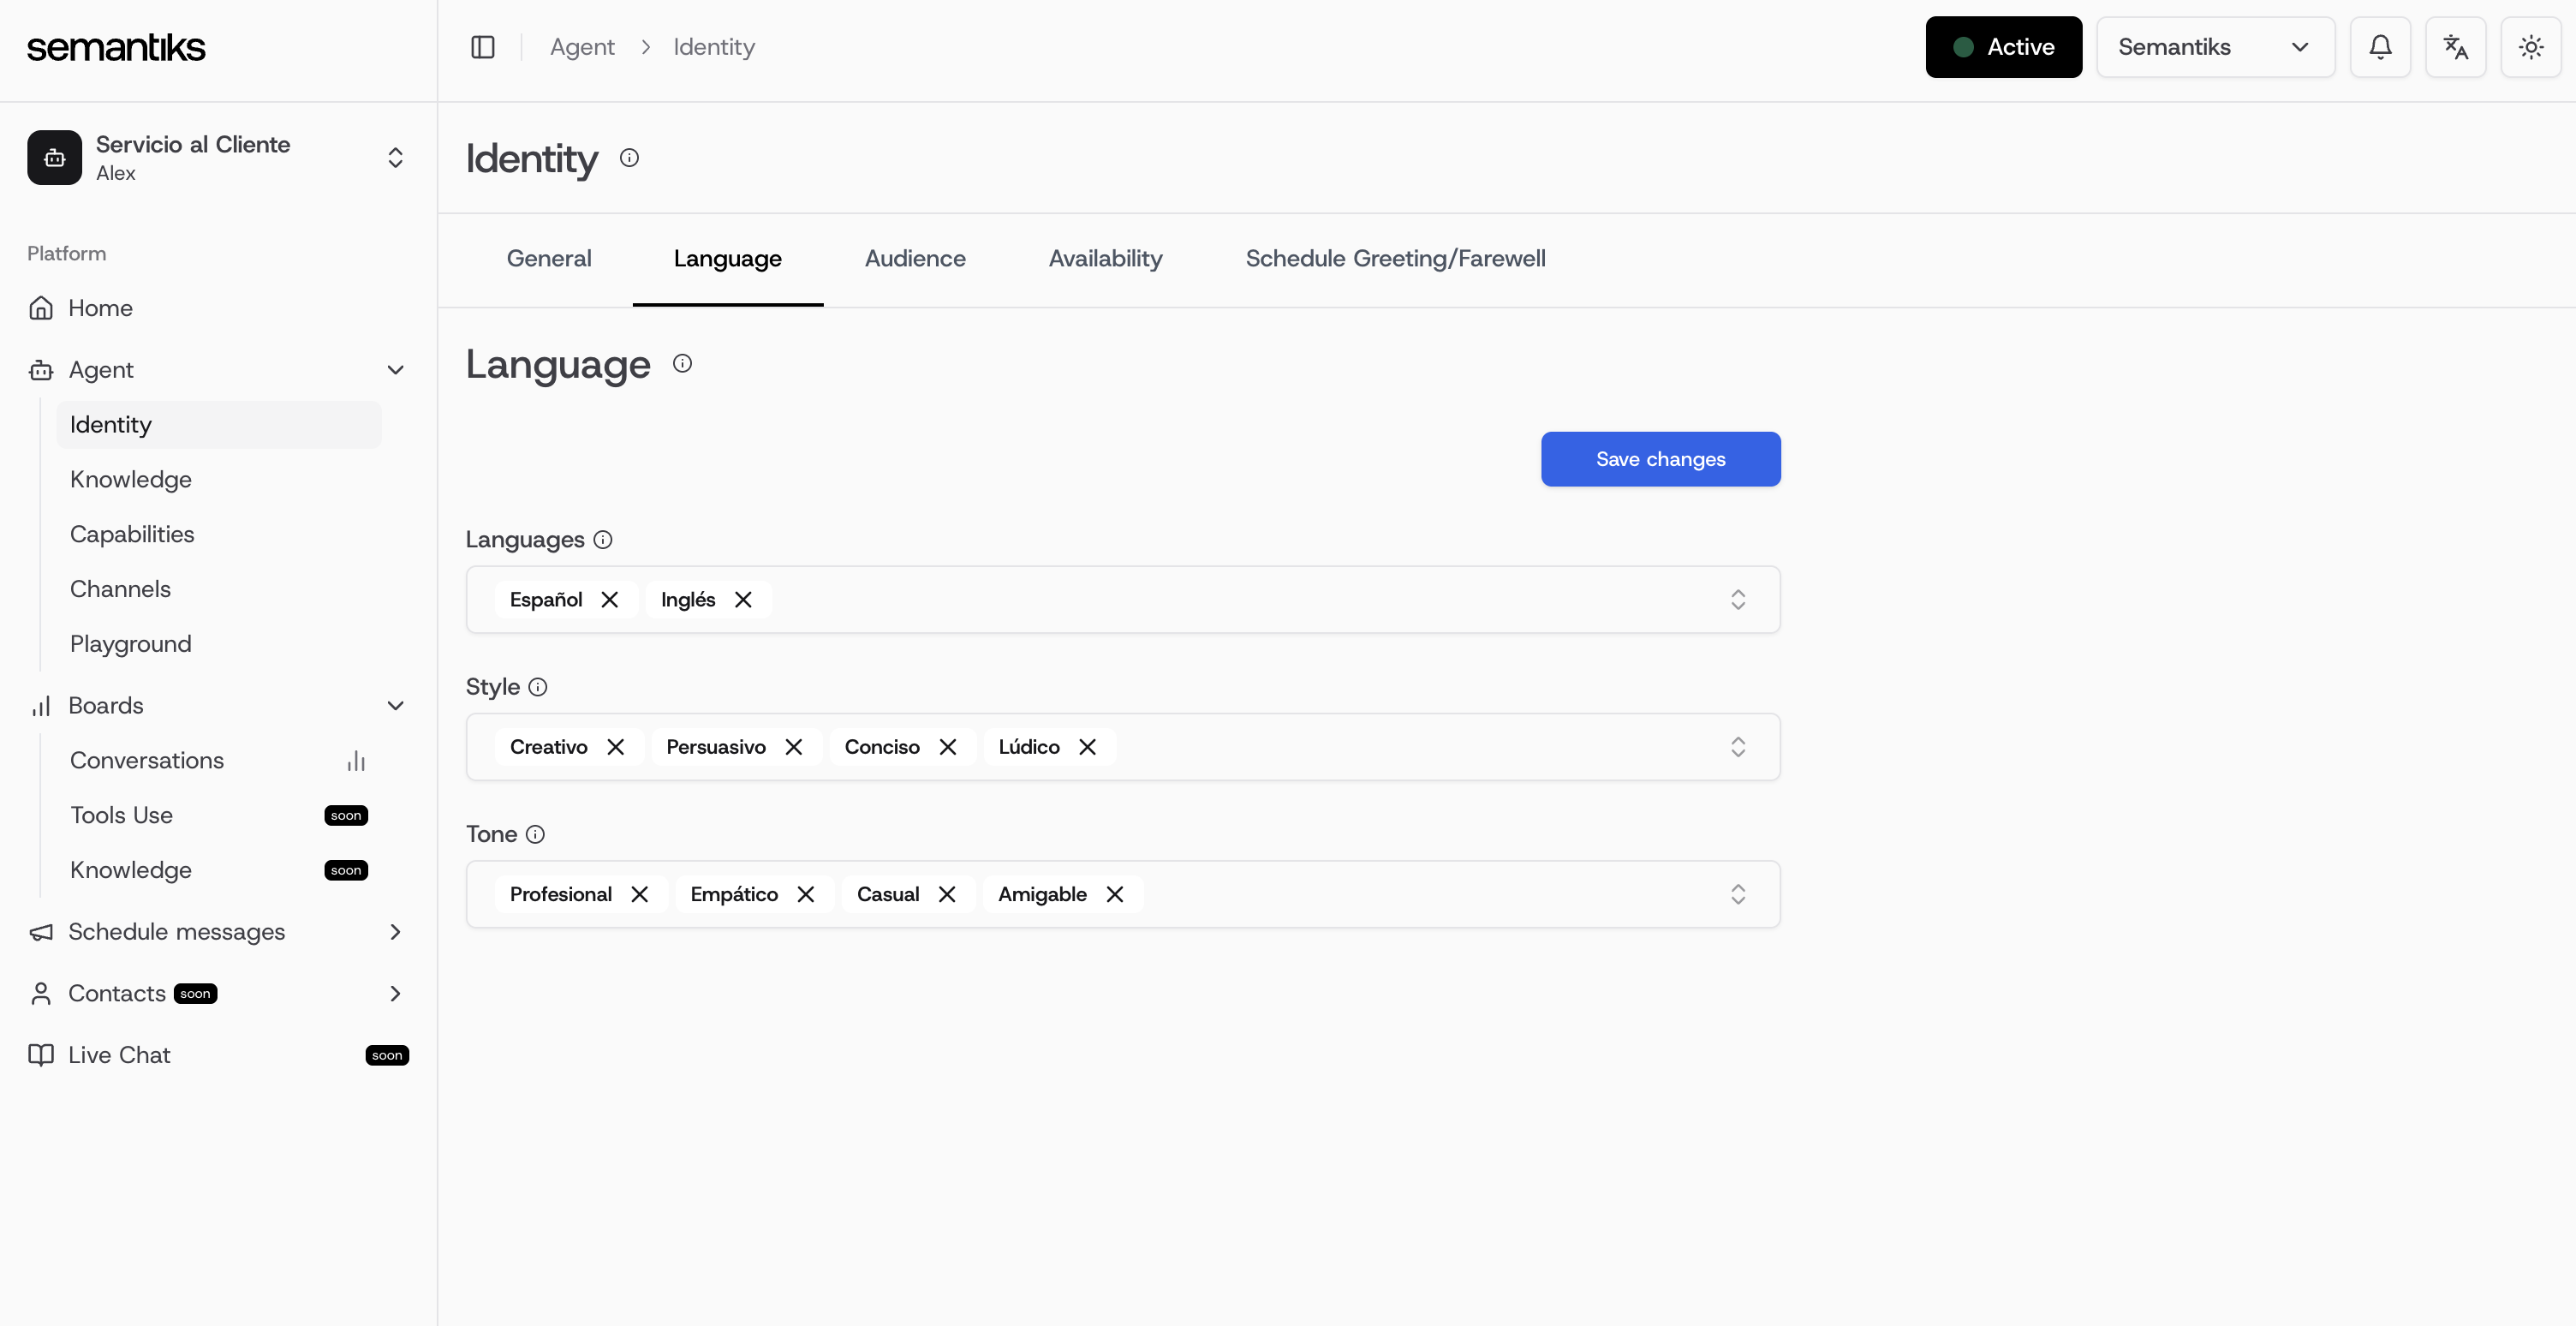 semantiks
Servicio al Cliente
Alex
Platform
Home
Agent
Identity
Knowledge
Capabilities
Channels
Playground
Boards
Conversations
Tools Use soon
Knowledge soon
Schedule messages
Contacts soon
Live Chat soon
Agent > Identity
Active
Semantiks
Identity
General Language Audience Availability Schedule Greeting/Farewell
Language
Save changes
Languages
Español Inglés
Style
Creativo Persuasivo Conciso Lúdico
Tone
Profesional Empático Casual Amigable